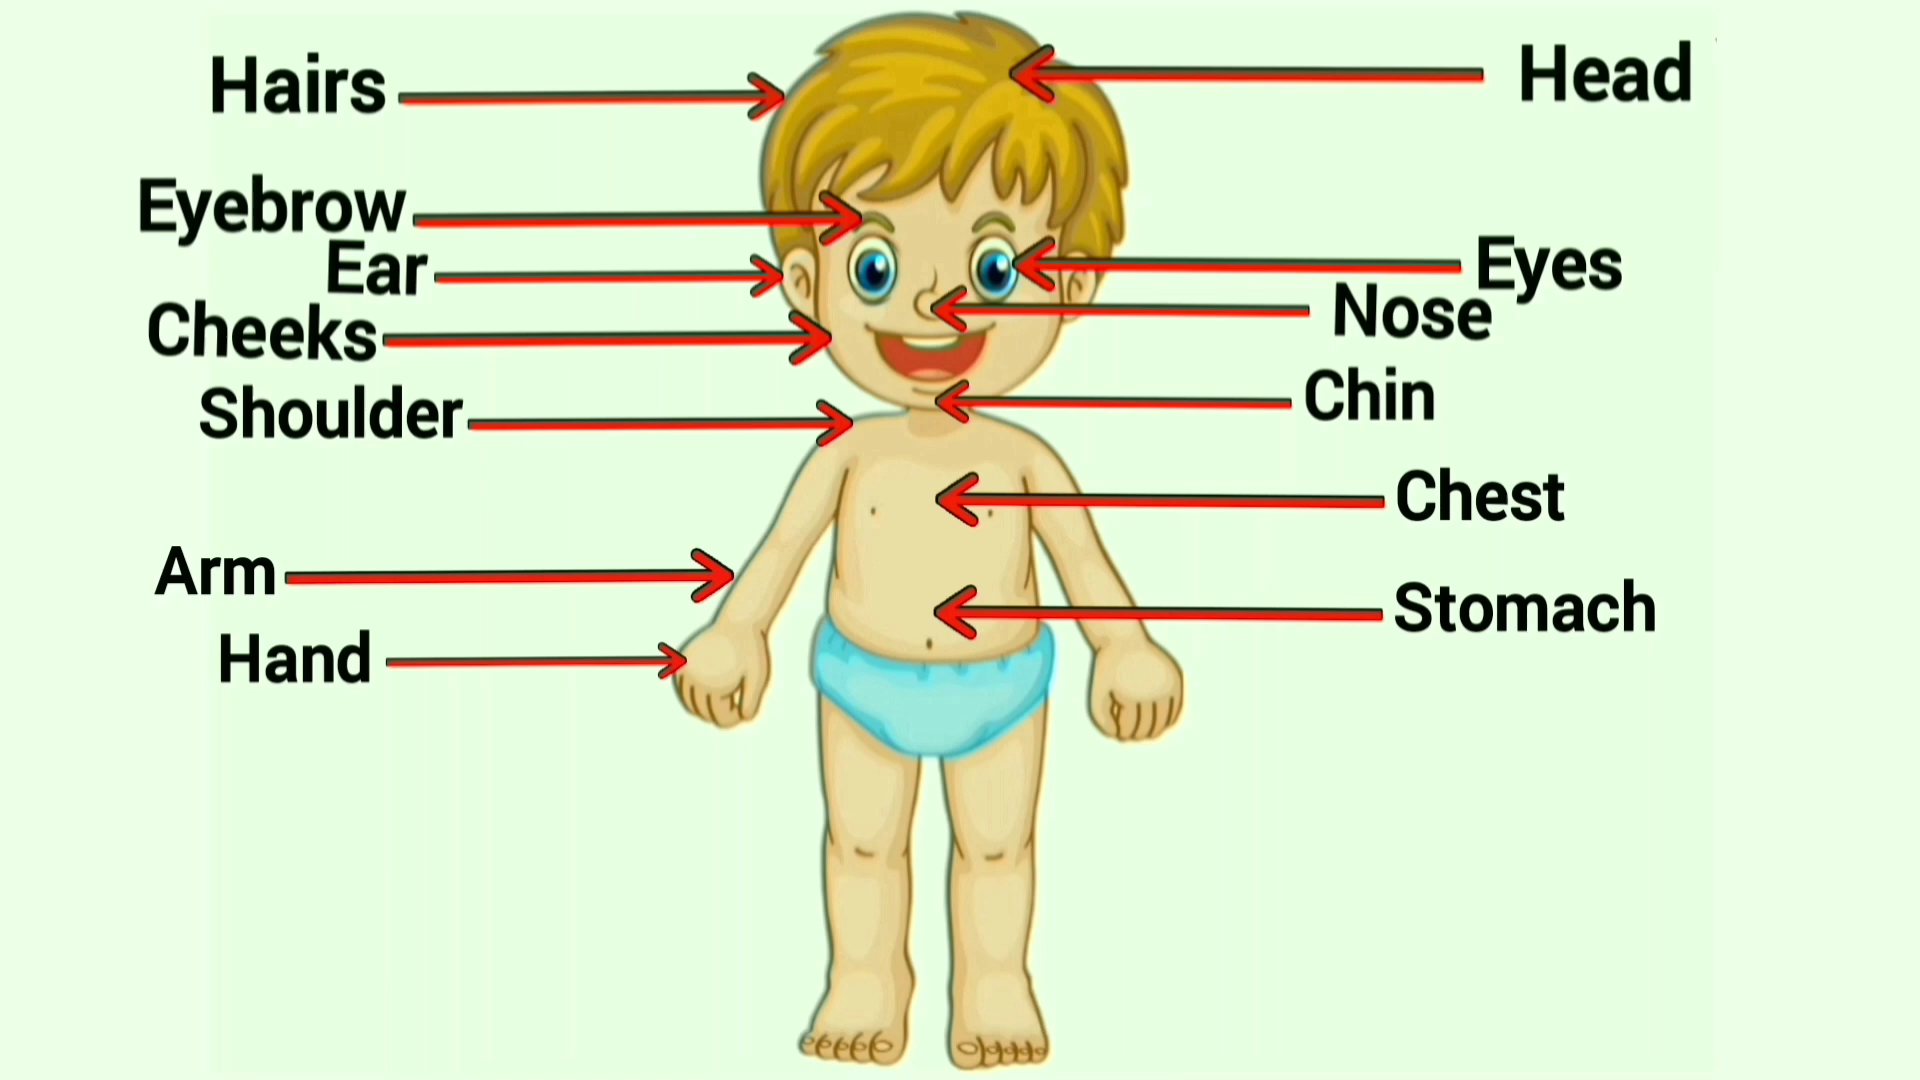 Hairs
Head
Eyebrow
Ear
Eyes
Cheeks
Nose
Shoulder
Chin
Chest
Arm
Stomach
Hand